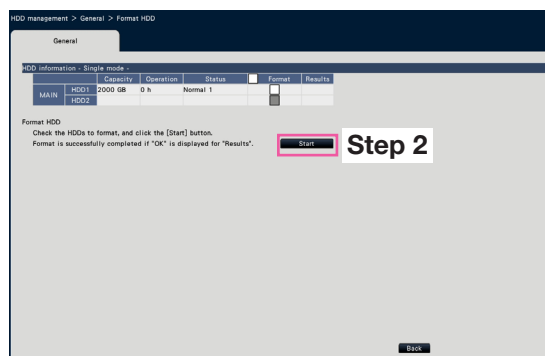 HDD management > General > Format HDD
General
HDD information - Single mode -
Capacity Operation Status Format Results
MAIN HDD1 2000 GB 0 h Normal 1
HDD2
Format HDD
Check the HDDs to format, and click the [Start] button.
Format is successfully completed if "OK" is displayed for "Results".
Start
Step 2
Back